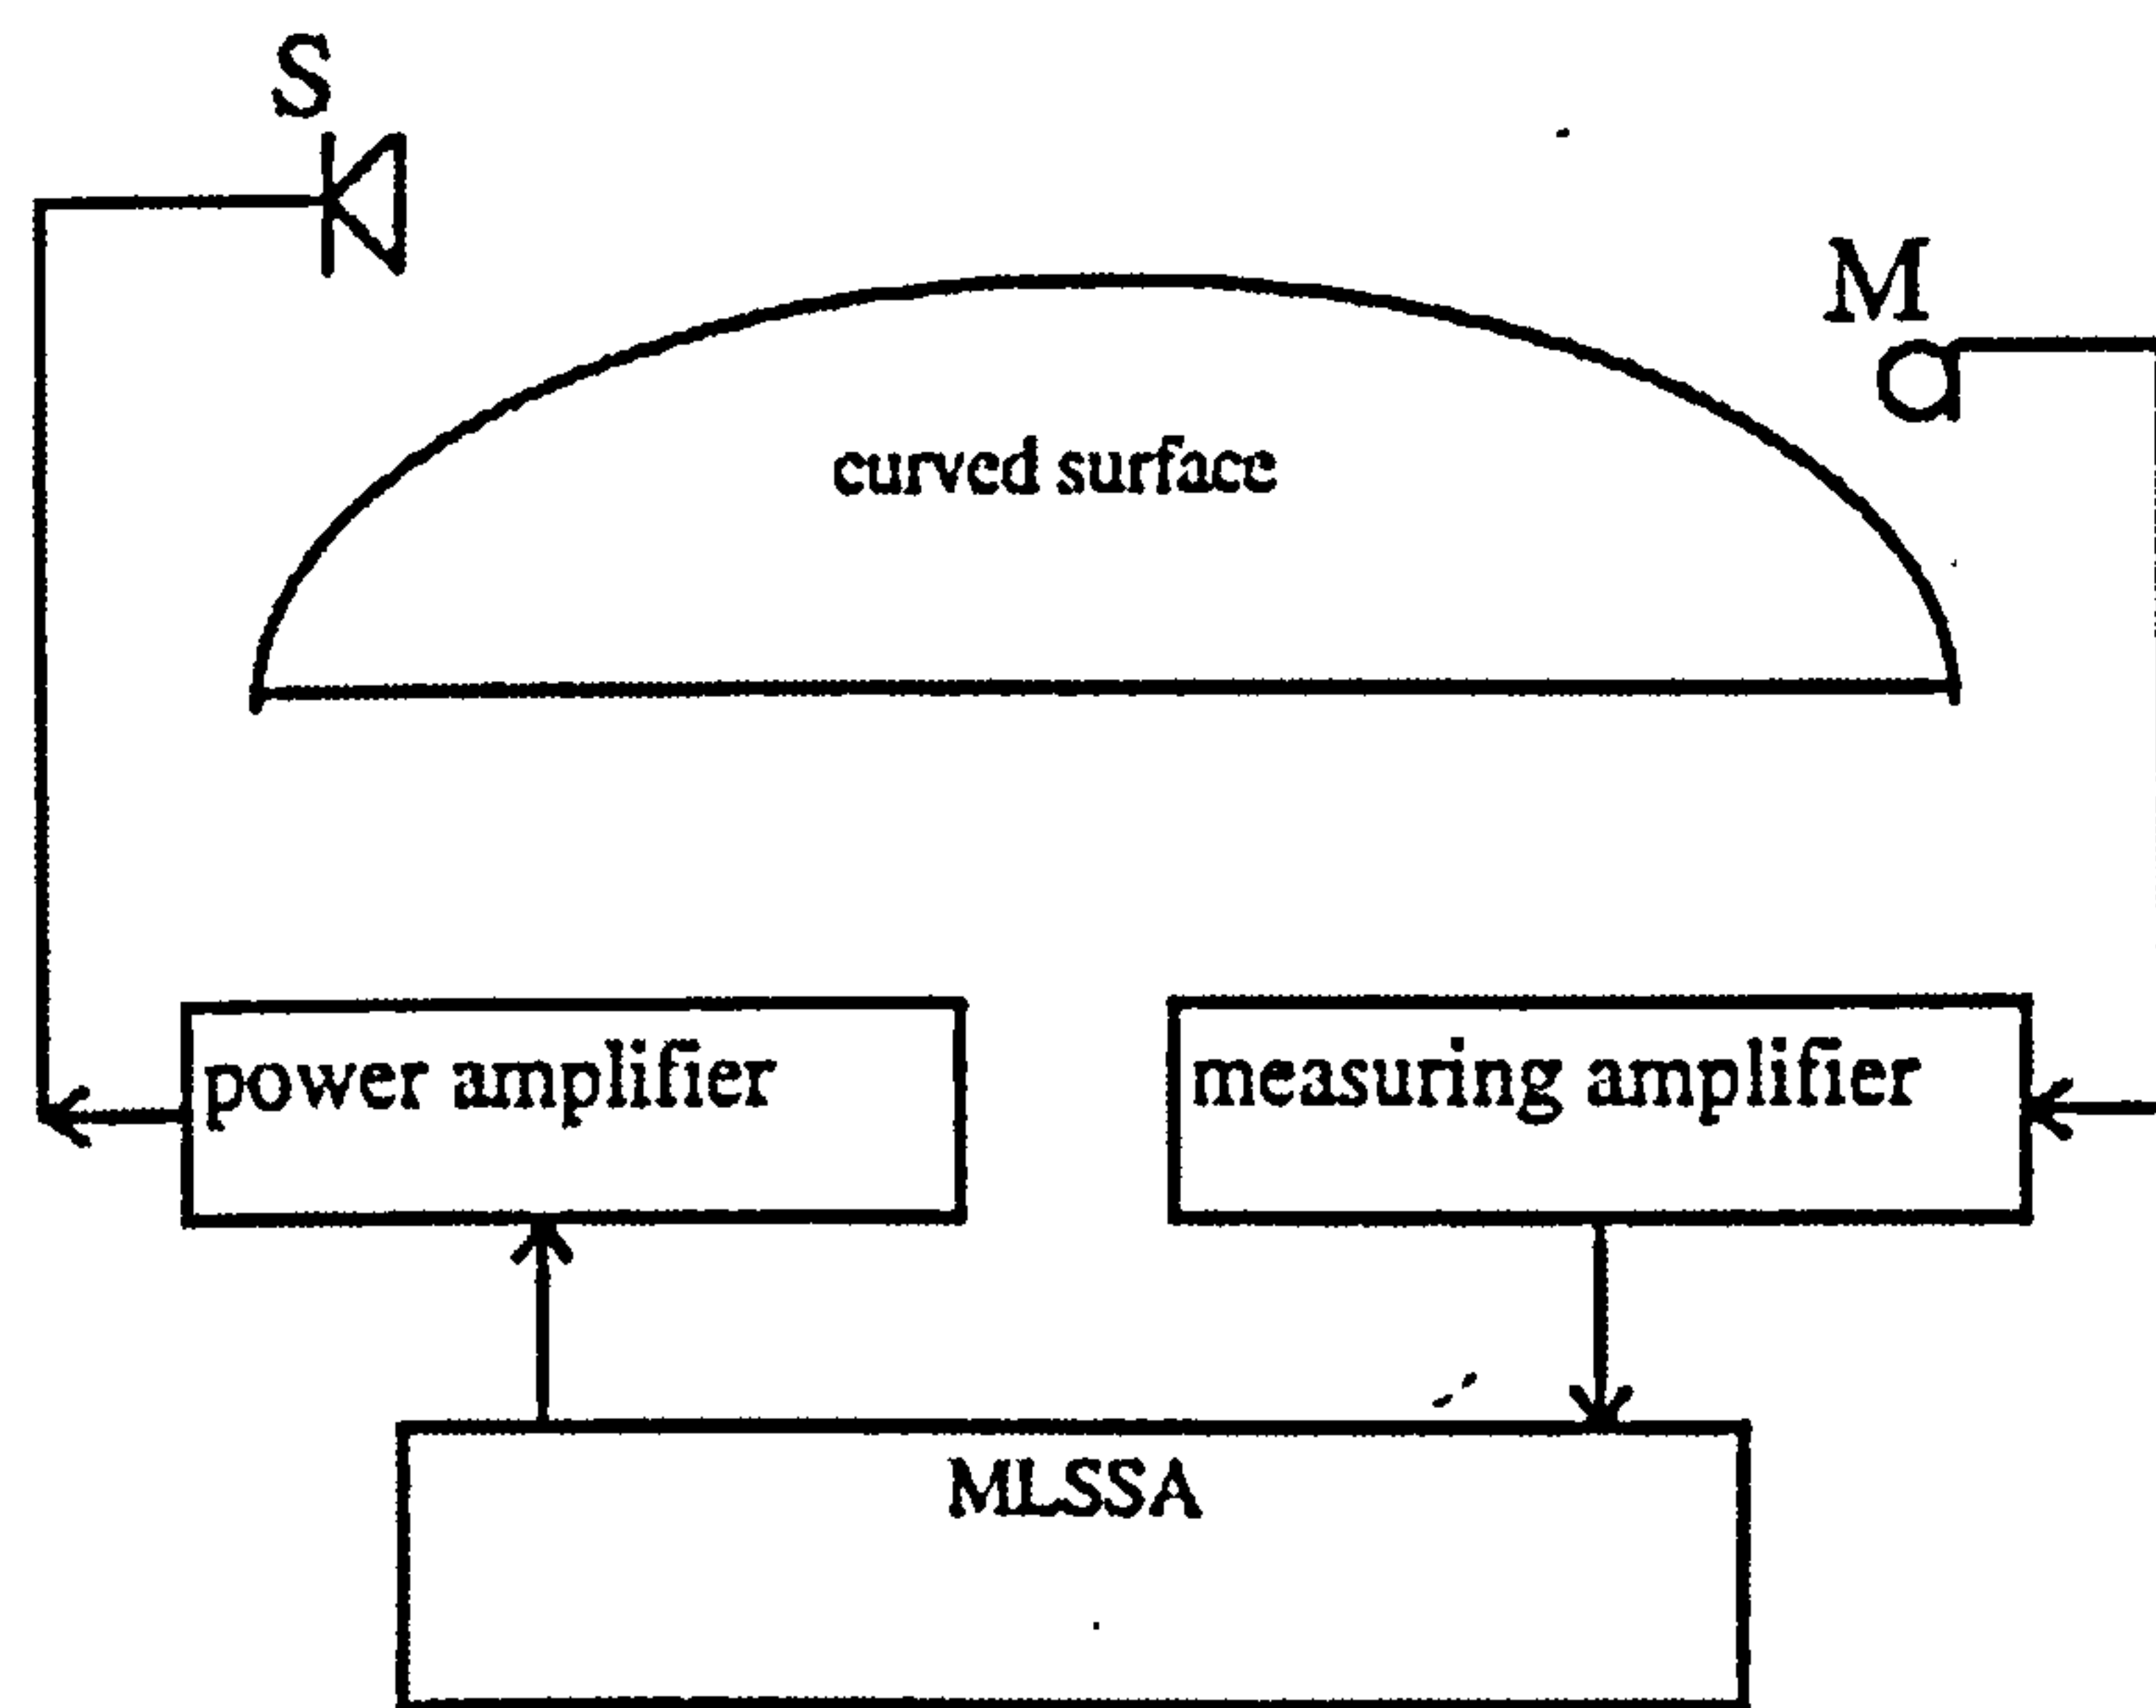 S
M
curved surface
power amplifier
measuring amplifier
MLSSA